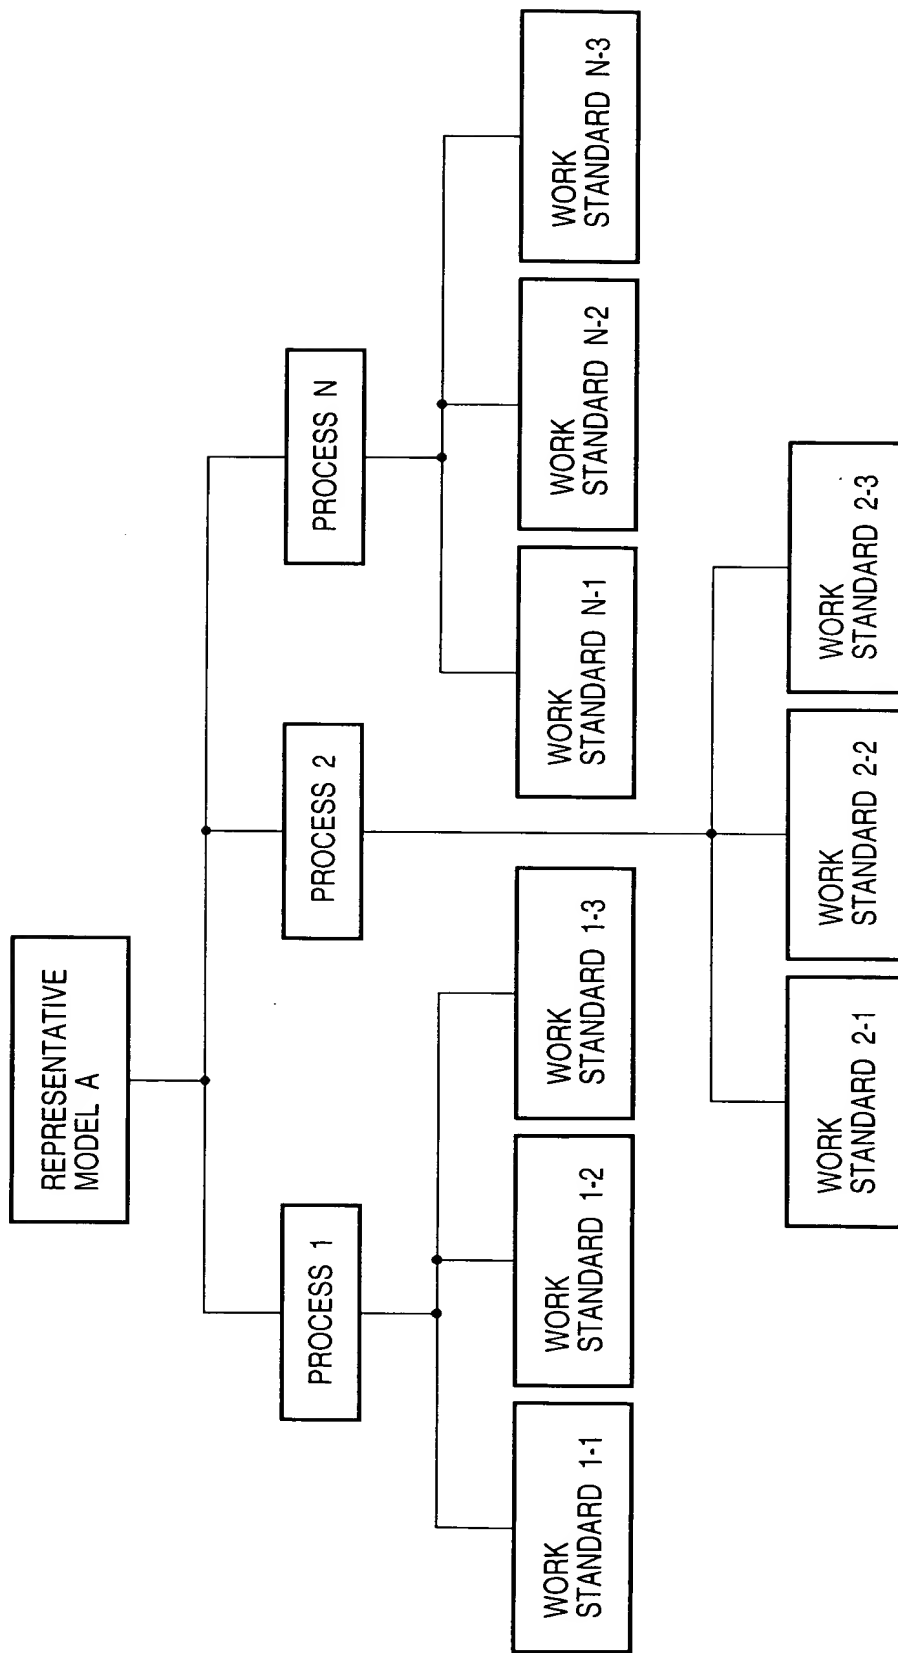 REPRESENTATIVE
MODEL A
PROCESS 1
PROCESS 2
PROCESS N
WORK
STANDARD 1-1
WORK
STANDARD 1-2
WORK
STANDARD 1-3
WORK
STANDARD N-1
WORK
STANDARD N-2
WORK
STANDARD N-3
WORK
STANDARD 2-1
WORK
STANDARD 2-2
WORK
STANDARD 2-3